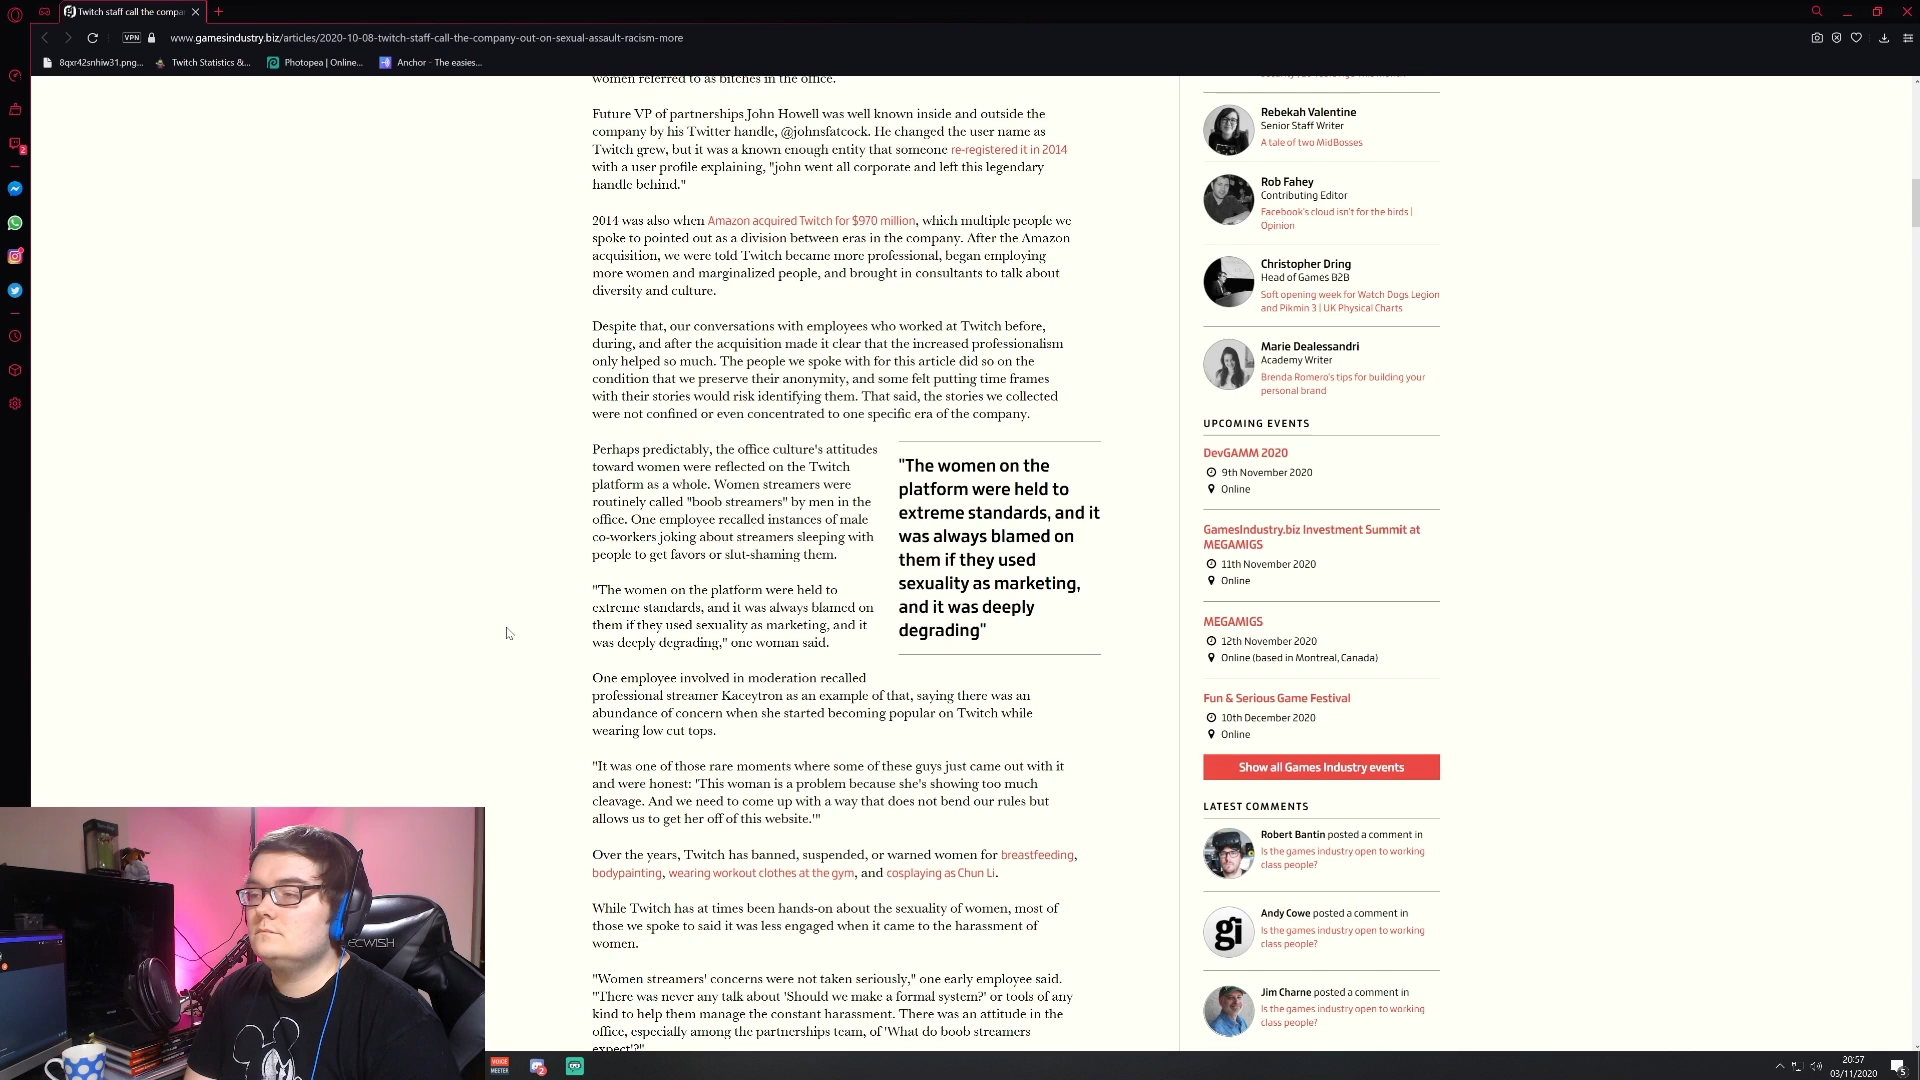 Twitch staff call the compa
VPN
www.gamesindustry.biz/articles/2020-10-08-twitch-staff-call-the-company-out-on-sexual-assault-racism-more
8qxr42snhiw31.png...
Twitch Statistics &...
Photopea | Online...
Anchor - The easies...
women referred to as bitches in the office.
Future VP of partnerships John Howell was well known inside and outside the
company by his Twitter handle, @johnsfatcock. He changed the user name as
Twitch grew, but it was a known enough entity that someone re-registered it in 2014
with a user profile explaining, "john went all corporate and left this legendary
handle behind."
2014 was also when Amazon acquired Twitch for $970 million, which multiple people we
spoke to pointed out as a division between eras in the company. After the Amazon
acquisition, we were told Twitch became more professional, began employing
more women and marginalized people, and brought in consultants to talk about
diversity and culture.
Despite that, our conversations with employees who worked at Twitch before,
during, and after the acquisition made it clear that the increased professionalism
only helped so much. The people we spoke with for this article did so on the
condition that we preserve their anonymity, and some felt putting time frames
with their stories would risk identifying them. That said, the stories we collected
were not confined or even concentrated to one specific era of the company.
Perhaps predictably, the office culture's attitudes
toward women were reflected on the Twitch
platform as a whole. Women streamers were
routinely called "boob streamers" by men in the
office. One employee recalled instances of male
co-workers joking about streamers sleeping with
people to get favors or slut-shaming them.
"The women on the platform were held to
extreme standards, and it was always blamed on
them if they used sexuality as marketing, and it
was deeply degrading," one woman said.
"The women on the
platform were held to
extreme standards, and it
was always blamed on
them if they used
sexuality as marketing,
and it was deeply
degrading"
One employee involved in moderation recalled
professional streamer Kaceytron as an example of that, saying there was an
abundance of concern when she started becoming popular on Twitch while
wearing low cut tops.
"It was one of those rare moments where some of these guys just came out with it
and were honest: 'This woman is a problem because she's showing too much
cleavage. And we need to come up with a way that does not bend our rules but
allows us to get her off of this website.'"
Over the years, Twitch has banned, suspended, or warned women for breastfeeding,
bodypainting, wearing workout clothes at the gym, and cosplaying as Chun Li.
While Twitch has at times been hands-on about the sexuality of women, most of
those we spoke to said it was less engaged when it came to the harassment of
women.
"Women streamers' concerns were not taken seriously," one early employee said.
"There was never any talk about 'Should we make a formal system?' or tools of any
kind to help them manage the constant harassment. There was an attitude in the
office, especially among the partnerships team, of 'What do boob streamers
expect'?"
Rebekah Valentine
Senior Staff Writer
A tale of two MidBosses
Rob Fahey
Contributing Editor
Facebook's cloud isn't for the birds |
Opinion
Christopher Dring
Head of Games B2B
Soft opening week for Watch Dogs Legion
and Pikmin 3 | UK Physical Charts
Marie Dealessandri
Academy Writer
Brenda Romero's tips for building your
personal brand
UPCOMING EVENTS
DevGAMM 2020
9th November 2020
Online
GamesIndustry.biz Investment Summit at
MEGAMIGS
11th November 2020
Online
MEGAMIGS
12th November 2020
Online (based in Montreal, Canada)
Fun & Serious Game Festival
10th December 2020
Online
Show all Games Industry events
LATEST COMMENTS
Robert Bantin posted a comment in
Is the games industry open to working
class people?
gi
Andy Cowe posted a comment in
Is the games industry open to working
class people?
Jim Charne posted a comment in
Is the games industry open to working
class people?
ECWISH
VOICE
MEETER
20:57
03/11/2020